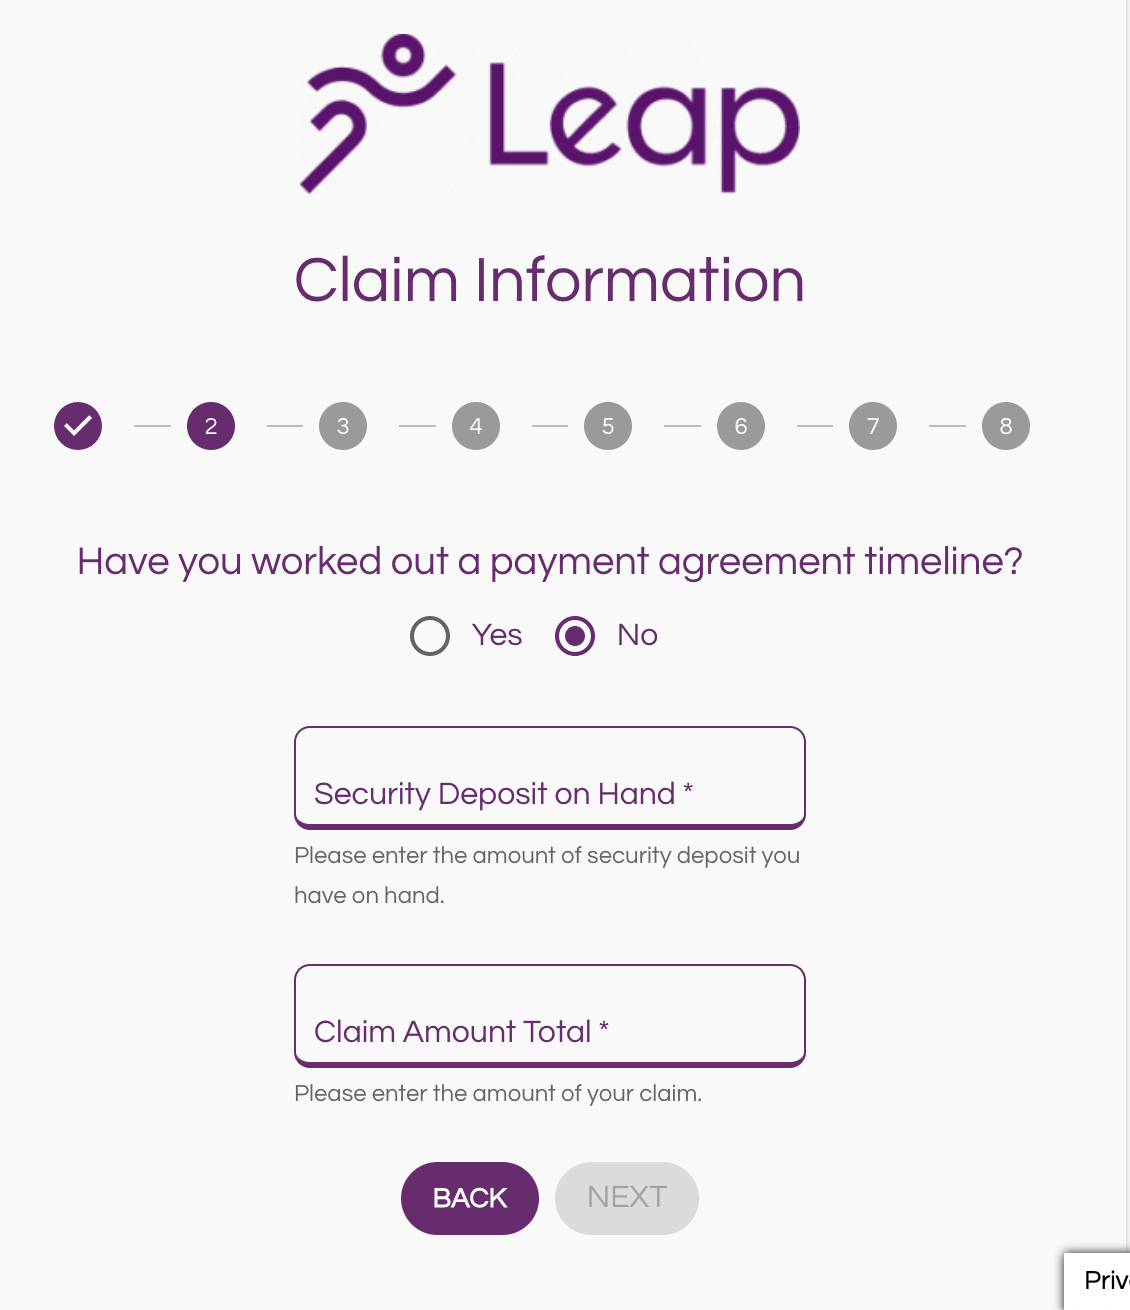 Leap
Claim Information
2 3 4 5 6 7 8
Have you worked out a payment agreement timeline?
Yes No
Security Deposit on Hand *
Please enter the amount of security deposit you
have on hand.
Claim Amount Total *
Please enter the amount of your claim.
BACK NEXT